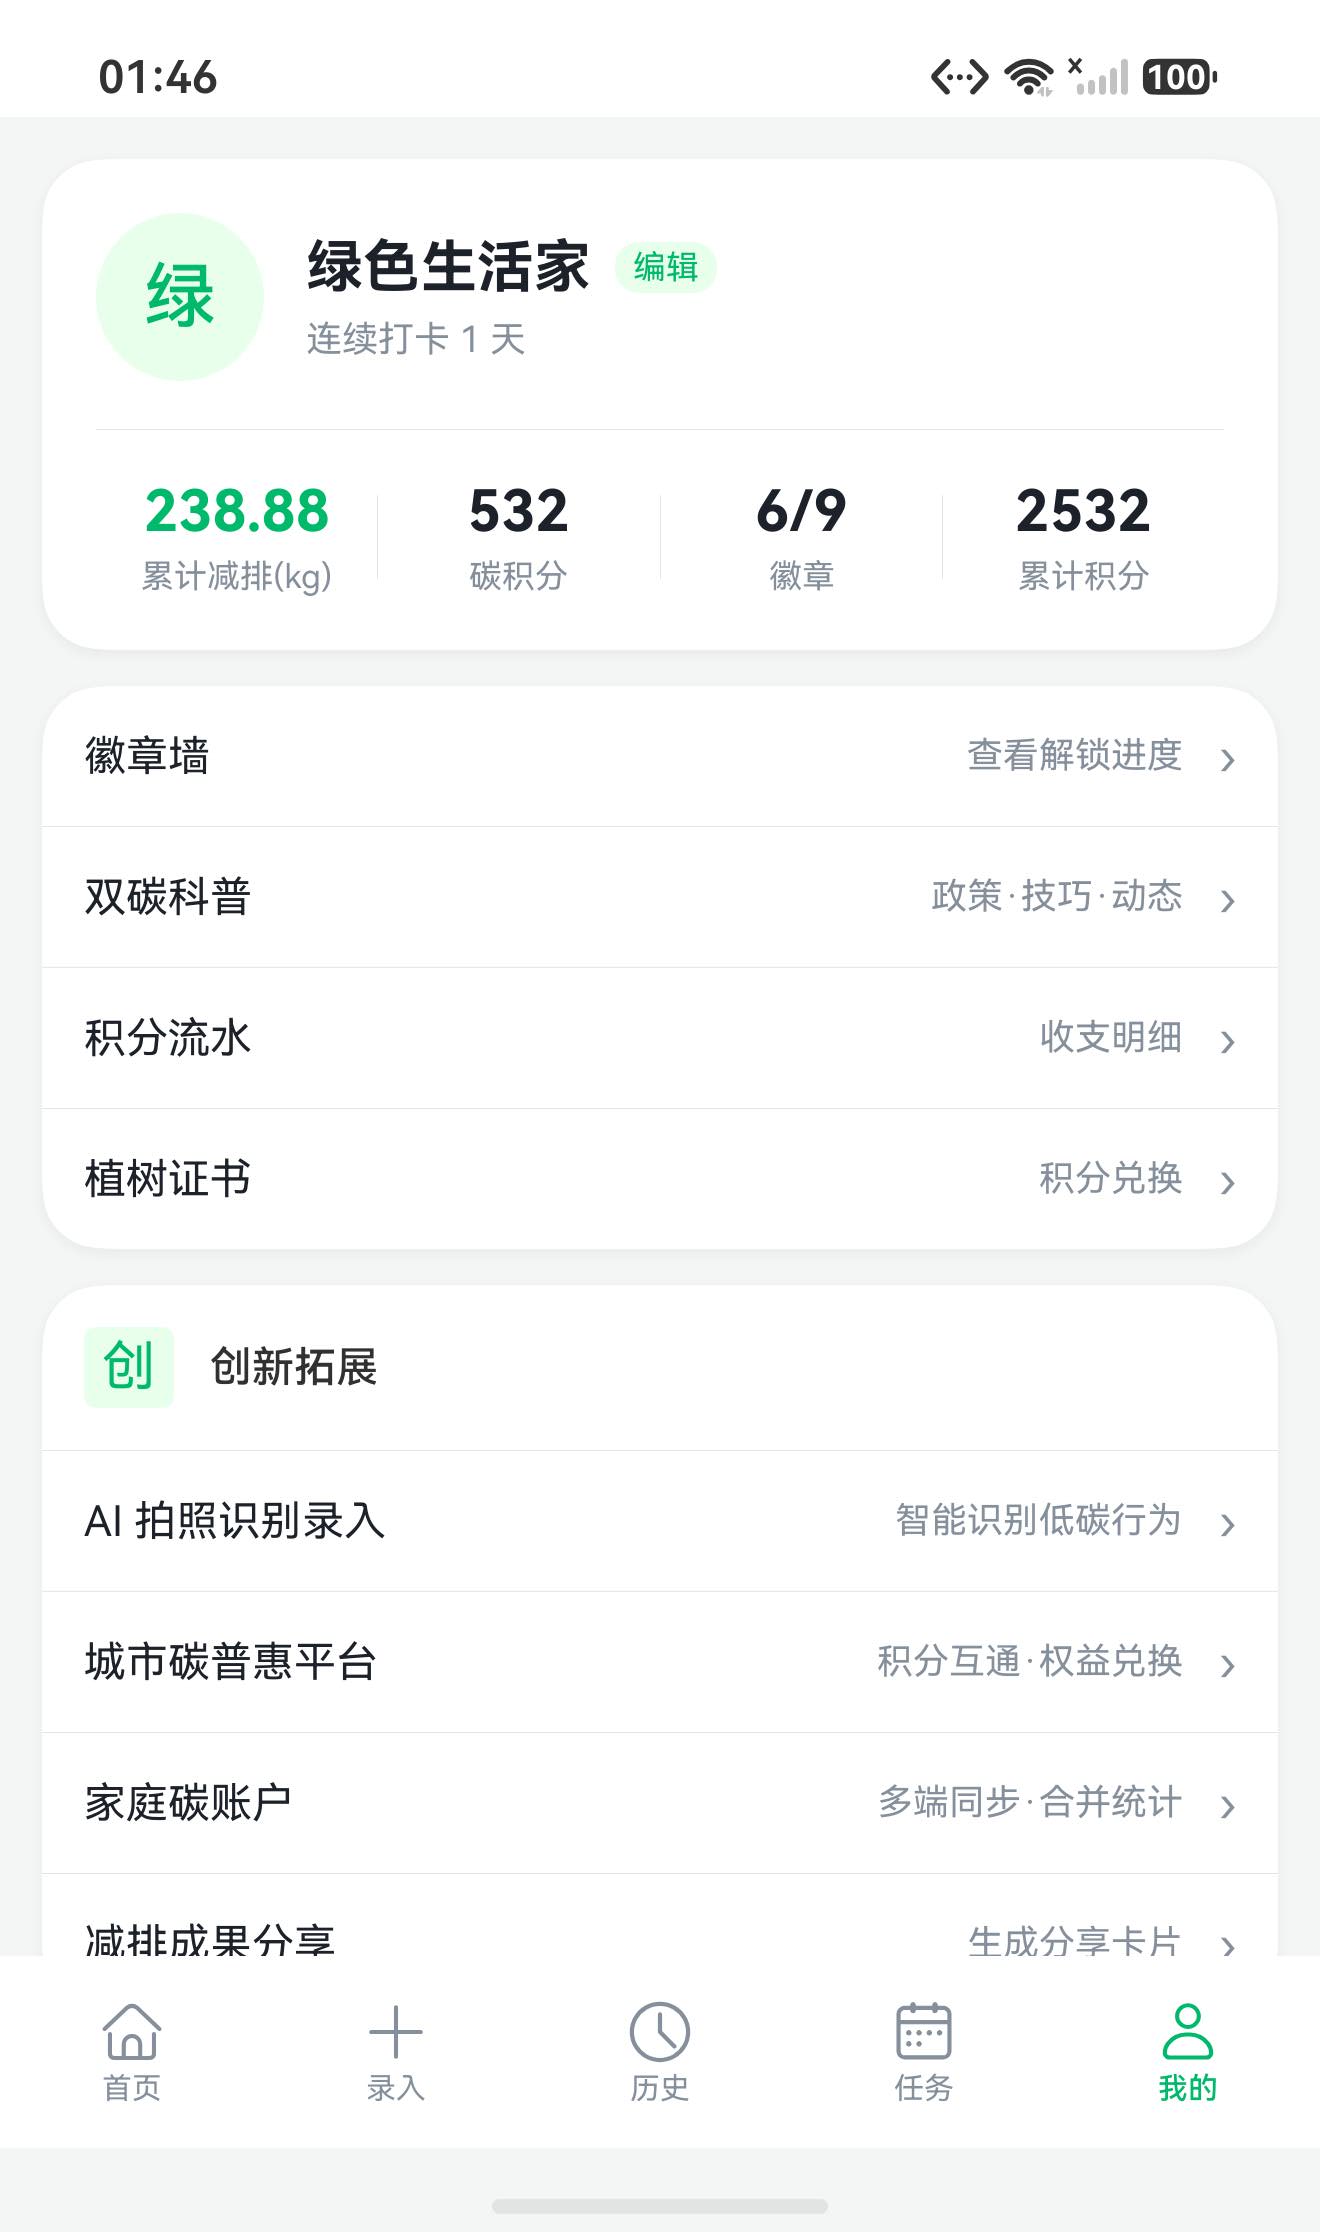 01:46
100
绿
绿色生活家 编辑
连续打卡 1 天
238.88 532 6/9 2532
累计减排(kg) 碳积分 徽章 累计积分
徽章墙 查看解锁进度
双碳科普 政策·技巧·动态
积分流水 收支明细
植树证书 积分兑换
创 创新拓展
AI 拍照识别录入 智能识别低碳行为
城市碳普惠平台 积分互通·权益兑换
家庭碳账户 多端同步·合并统计
减排成果分享 生成分享卡片
首页 录入 历史 任务 我的